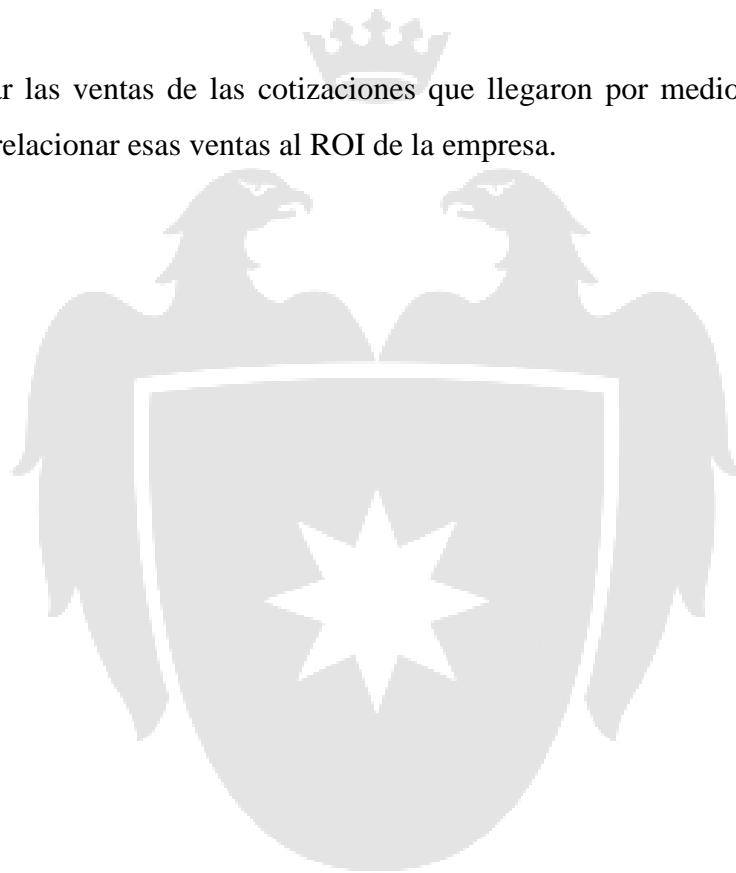 las ventas de las cotizaciones que llegaron por medio
relacionar esas ventas al ROI de la empresa.